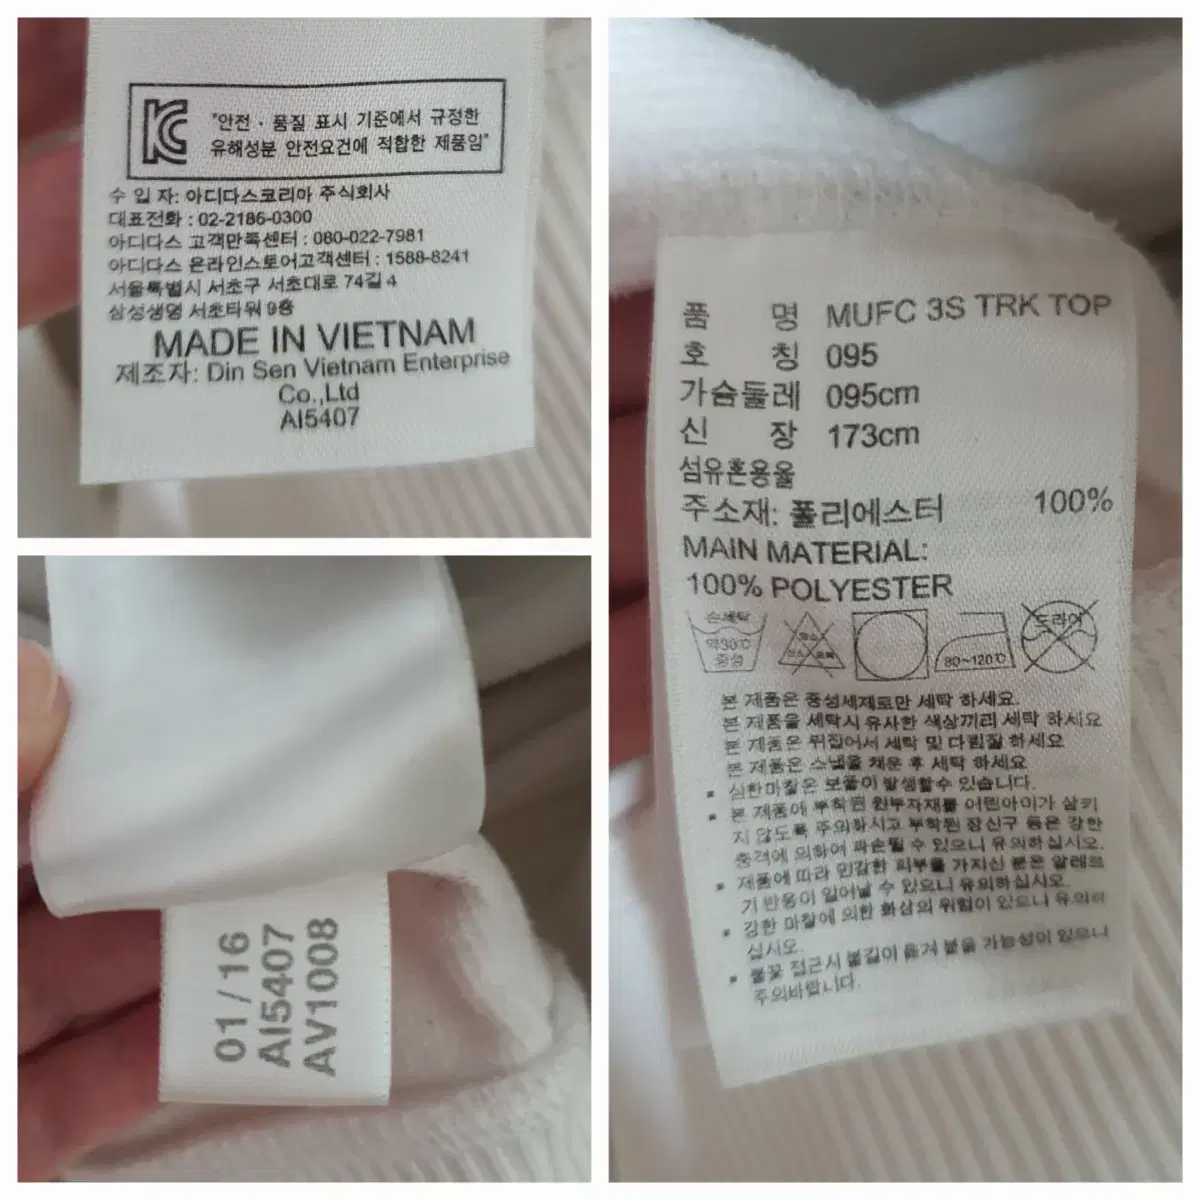 KC
"안전 · 품질 표시 기준에서 규정한
유해성분 안전요건에 적합한 제품임"
수 입 자: 아디다스코리아 주식회사
대표전화 : 02-2186-0300
아디다스 고객만족센터 : 080-022-7981
아디다스 온라인스토어고객센터 : 1588-8241
서울특별시 서초구 서초대로 74길 4
삼성생명 서초타워 9층
MADE IN VIETNAM
제조자: Din Sen Vietnam Enterprise
Co.,Ltd
AI5407
01/16
AI5407
AV1008
품 명 MUFC 3S TRK TOP
호 칭 095
가슴둘레 095cm
신 장 173cm
섬유혼용율
주소재: 폴리에스터 100%
MAIN MATERIAL:
100% POLYESTER
손세탁
약30℃
중성
산소
표백
80~120℃
드라이
본 제품은 중성세제로만 세탁 하세요.
본 제품을 세탁시 유사한 색상끼리 세탁 하세요
본 제품은 뒤집어서 세탁 및 다림질 하세요
본 제품은 스냅을 채운 후 세탁 하세요
▪ 심한마찰은 보풀이 발생할수 있습니다.
▪ 본 제품에 부착된 원부자재를 어린아이가 삼키
지 않도록 주의하시고 부착된 장신구 등은 강한
충격에 의하여 파손될 수 있으니 유의하십시오.
▪ 제품에 따라 민감한 피부를 가지신 분은 알레르
기 반응이 일어날 수 있으니 유의하십시오.
▪ 강한 마찰에 의한 화상의 위험이 있으니 유의하
십시오.
▪ 불꽃 접근시 불길이 옮겨 붙을 가능성이 있으니
주의바랍니다.